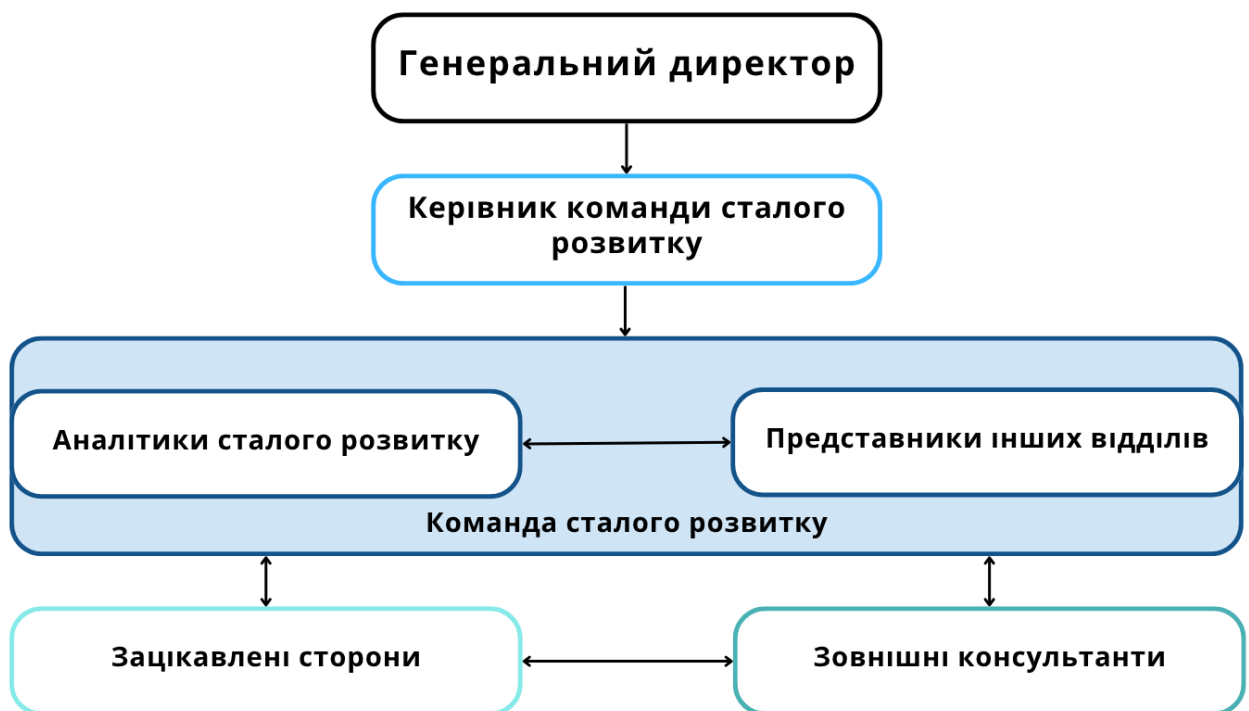 Генеральний директор
Керівник команди сталого
розвитку
Аналітики сталого розвитку
Представники інших відділів
Команда сталого розвитку
Зацікавлені сторони
Зовнішні консультанти